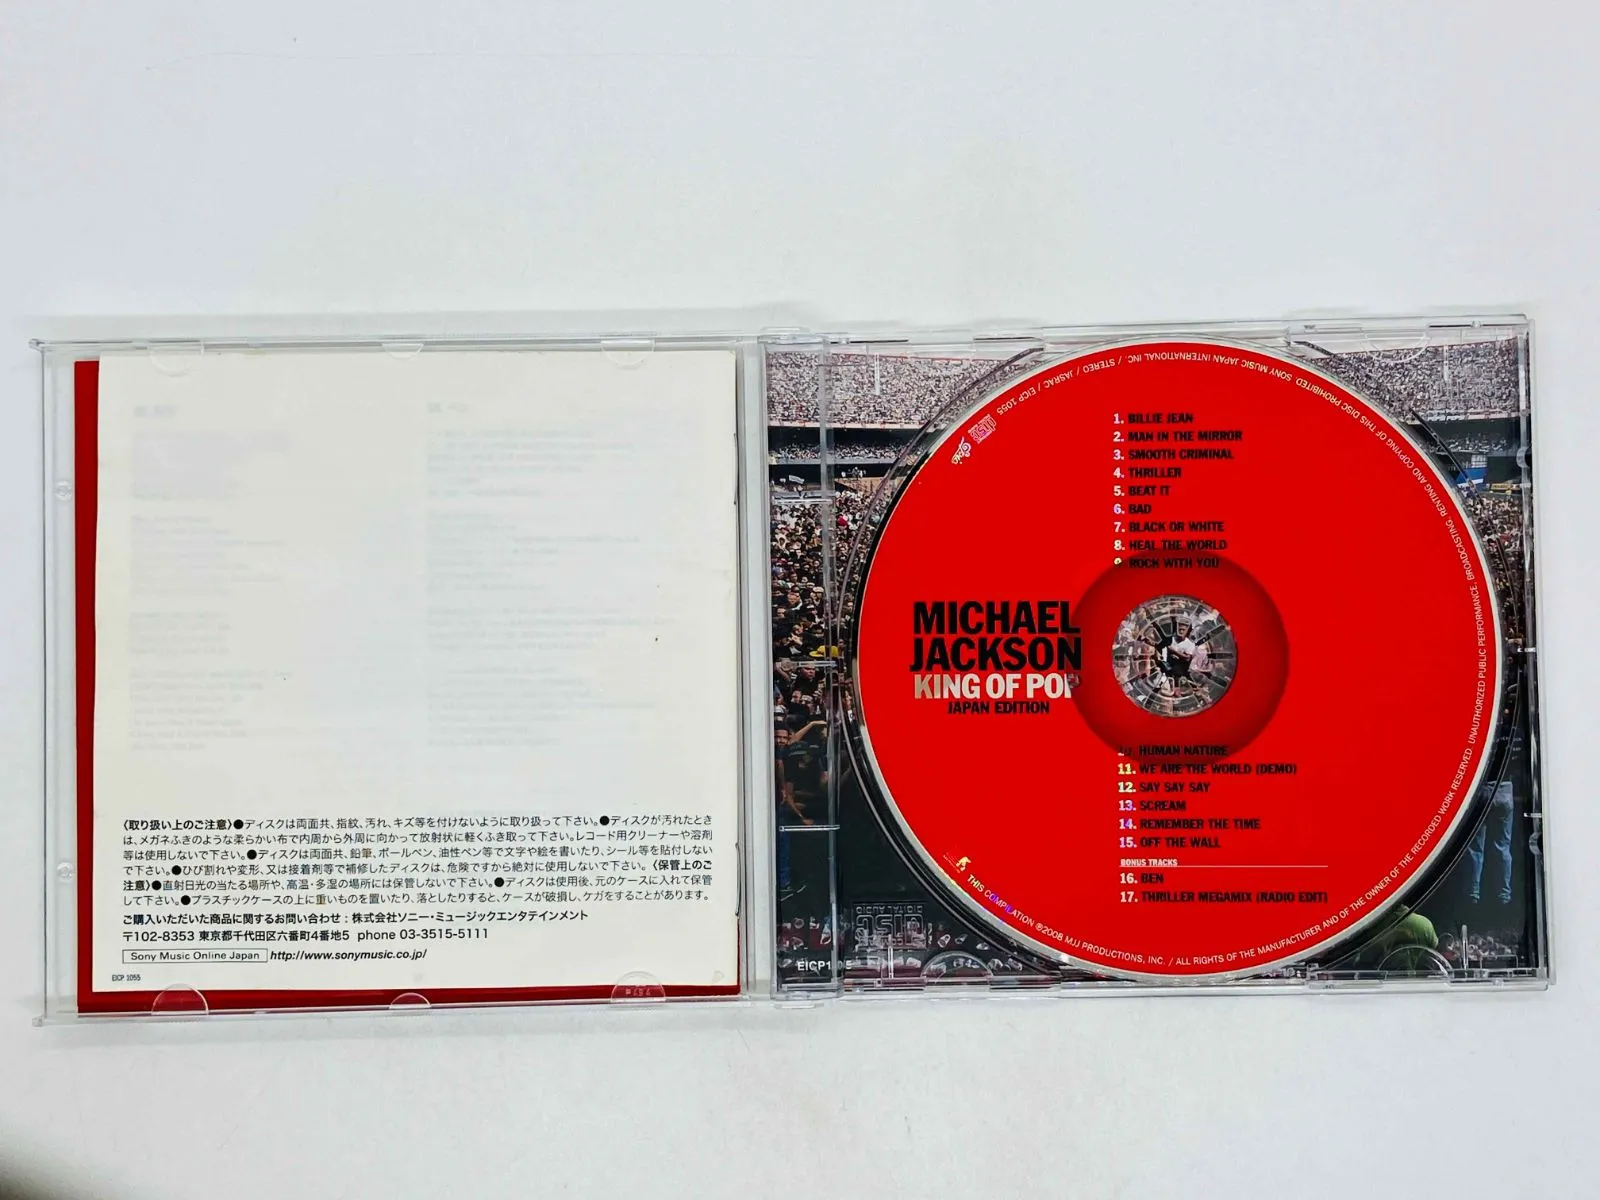 〈取り扱い上のご注意〉●ディスクは両面共、指紋、汚れ、キズ等を付けないように取り扱って下さい。●ディスクが汚れたとき
は、メガネふきのような柔らかい布で内周から外周に向かって放射状に軽くふき取って下さい。レコード用クリーナーや溶剤
等は使用しないで下さい。●ディスクは両面共、鉛筆、ボールペン、油性ペン等で文字や絵を書いたり、シール等を貼付しない
で下さい。●ひび割れや変形、又は接着剤等で補修したディスクは、危険ですから絶対に使用しないで下さい。〈保管上のご
注意〉●直射日光の当たる場所や、高温・多湿の場所には保管しないで下さい。●ディスクは使用後、元のケースに入れて保管
して下さい。●プラスチックケースの上に重いものを置いたり、落としたりすると、ケースが破損し、ケガをすることがあります。
ご購入いただいた商品に関するお問い合わせ：株式会社ソニー・ミュージックエンタテインメント
〒102-8353 東京都千代田区六番町4番地5 phone 03-3515-5111
Sony Music Online Japan http://www.sonymusic.co.jp/
EICP 1055
1. BILLIE JEAN
2. MAN IN THE MIRROR
3. SMOOTH CRIMINAL
4. THRILLER
5. BEAT IT
6. BAD
7. BLACK OR WHITE
8. HEAL THE WORLD
9. ROCK WITH YOU
MICHAEL
JACKSON
KING OF POP
JAPAN EDITION
10. HUMAN NATURE
11. WE ARE THE WORLD (DEMO)
12. SAY SAY SAY
13. SCREAM
14. REMEMBER THE TIME
15. OFF THE WALL
BONUS TRACKS
16. BEN
17. THRILLER MEGAMIX (RADIO EDIT)
THIS COMPILATION ℗2008 MJJ PRODUCTIONS, INC. / ALL RIGHTS OF THE MANUFACTURER AND OF THE OWNER OF THE RECORDED WORK RESERVED. UNAUTHORIZED PUBLIC PERFORMANCE, BROADCASTING, RENTING AND COPYING OF THIS DISC PROHIBITED. SONY MUSIC JAPAN INTERNATIONAL INC. / STEREO / JASRAC / EICP 1055
disc
Epic
disc
DIGITAL AUDIO